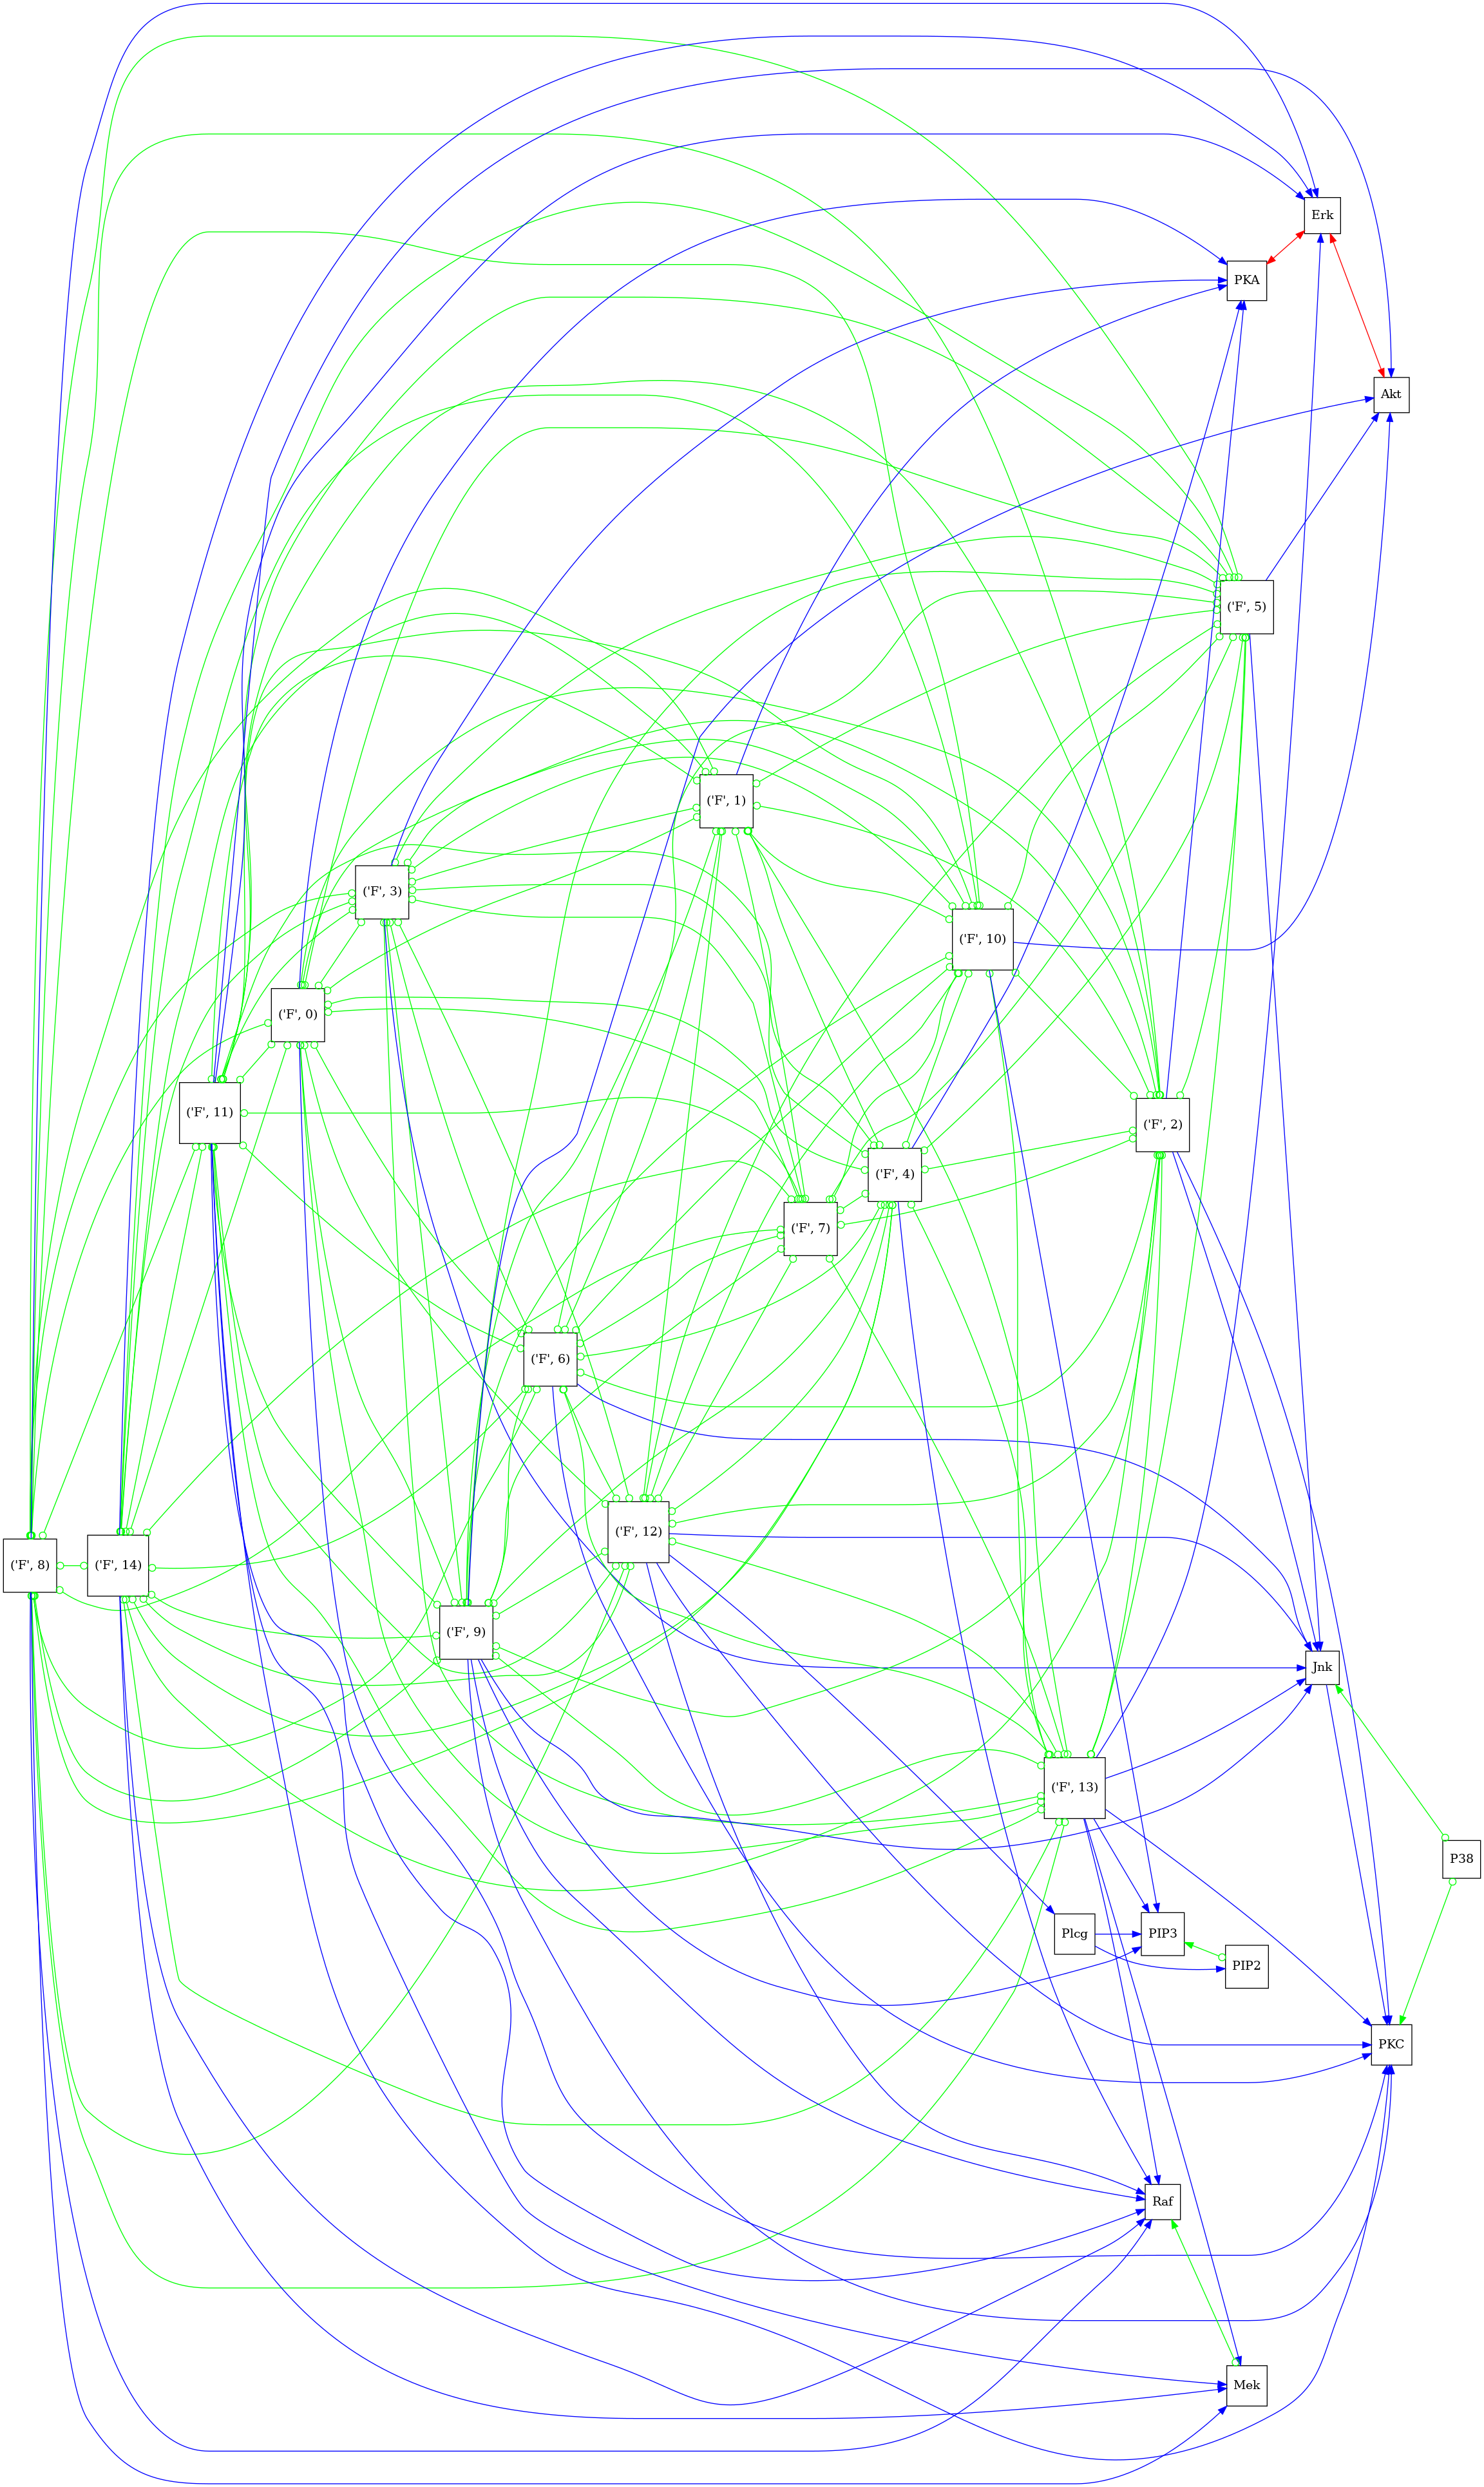 Erk
PKA
Akt
('F', 5)
('F', 1)
('F', 3)
('F', 10)
('F', 0)
('F', 11)
('F', 2)
('F', 4)
('F', 7)
('F', 6)
('F', 12)
('F', 8)
('F', 14)
('F', 9)
Jnk
('F', 13)
P38
Plcg
PIP3
PIP2
PKC
Raf
Mek